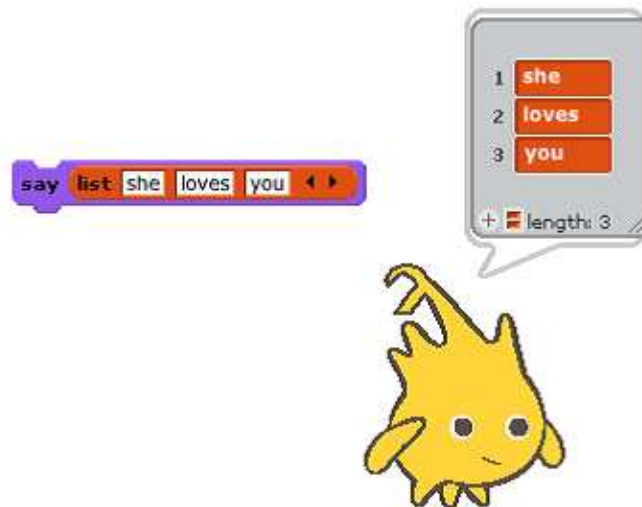 say list she loves you
1 she
2 loves
3 you
+ length: 3